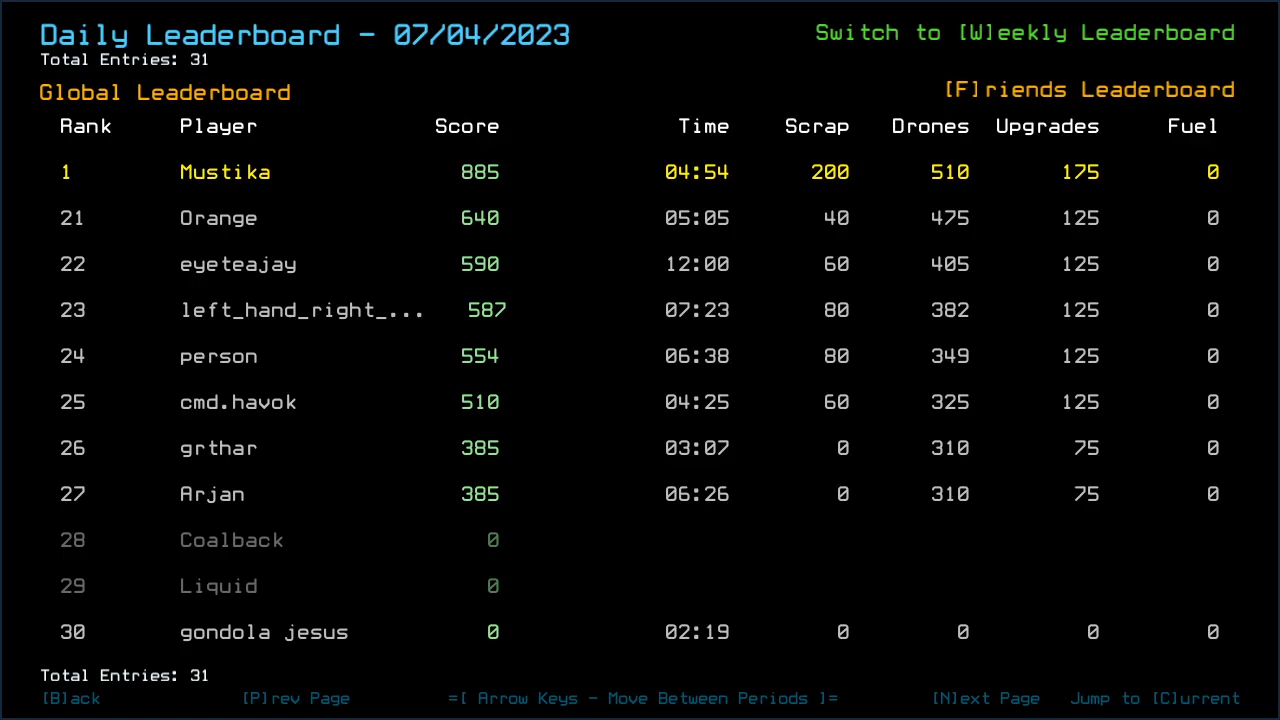 Daily Leaderboard - 07/04/2023 Switch to [W]eekly Leaderboard
Total Entries: 31
Global Leaderboard [F]riends Leaderboard
Rank Player Score Time Scrap Drones Upgrades Fuel
1 Mustika 885 04:54 200 510 175 0
21 Orange 640 05:05 40 475 125 0
22 eyeteajay 590 12:00 60 405 125 0
23 left_hand_right_... 587 07:23 80 382 125 0
24 person 554 06:38 80 349 125 0
25 cmd.havok 510 04:25 60 325 125 0
26 grthar 385 03:07 0 310 75 0
27 Arjan 385 06:26 0 310 75 0
28 Coalback 0
29 Liquid 0
30 gondola jesus 0 02:19 0 0 0 0
Total Entries: 31
[B]ack [P]rev Page =[ Arrow Keys - Move Between Periods ]= [N]ext Page Jump to [C]urrent